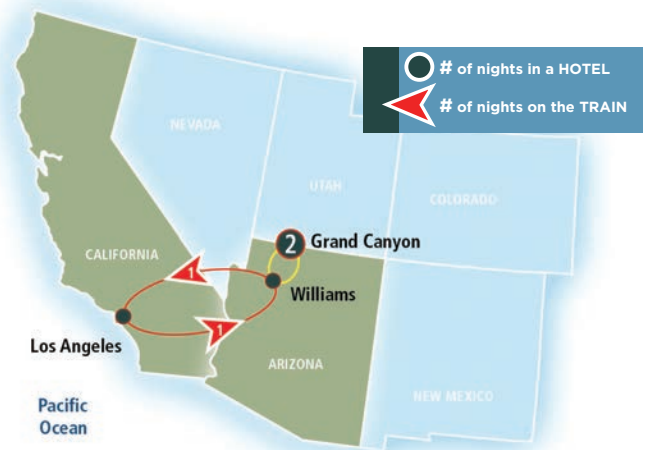 # of nights in a HOTEL
# of nights on the TRAIN
NEVADA
UTAH
COLORADO
CALIFORNIA
2
Grand Canyon
1
Williams
Los Angeles
1
ARIZONA
NEW MEXICO
Pacific
Ocean